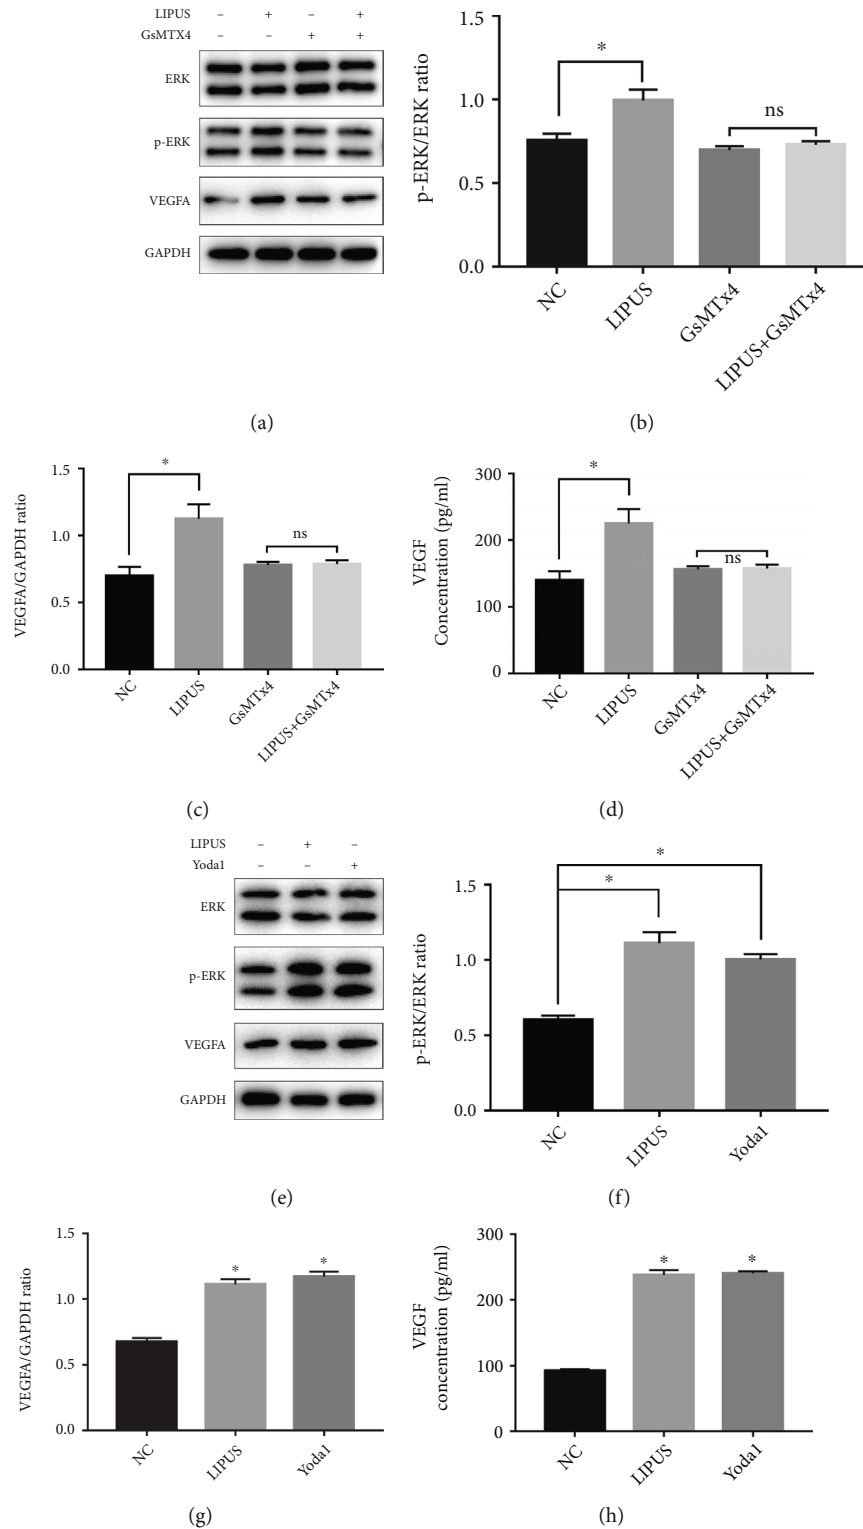 LIPUS – + – +
GsMTX4 – – + +
ERK
p-ERK
VEGFA
GAPDH
(a)
p-ERK/ERK ratio
1.5
1.0
0.5
0.0
*
ns
NC
LIPUS
GsMTx4
LIPUS+GsMTx4
(b)
VEGFA/GAPDH ratio
1.5
1.0
0.5
0.0
*
ns
NC
LIPUS
GsMTx4
LIPUS+GsMTx4
(c)
VEGF
Concentration (pg/ml)
300
200
100
0
*
ns
NC
LIPUS
GsMTx4
LIPUS+GsMTx4
(d)
LIPUS – + –
Yoda1 – – +
ERK
p-ERK
VEGFA
GAPDH
(e)
p-ERK/ERK ratio
1.5
1.0
0.5
0.0
*
*
NC
LIPUS
Yoda1
(f)
VEGFA/GAPDH ratio
1.5
1.0
0.5
0.0
*
*
NC
LIPUS
Yoda1
(g)
VEGF
concentration (pg/ml)
300
200
100
0
*
*
NC
LIPUS
Yoda1
(h)